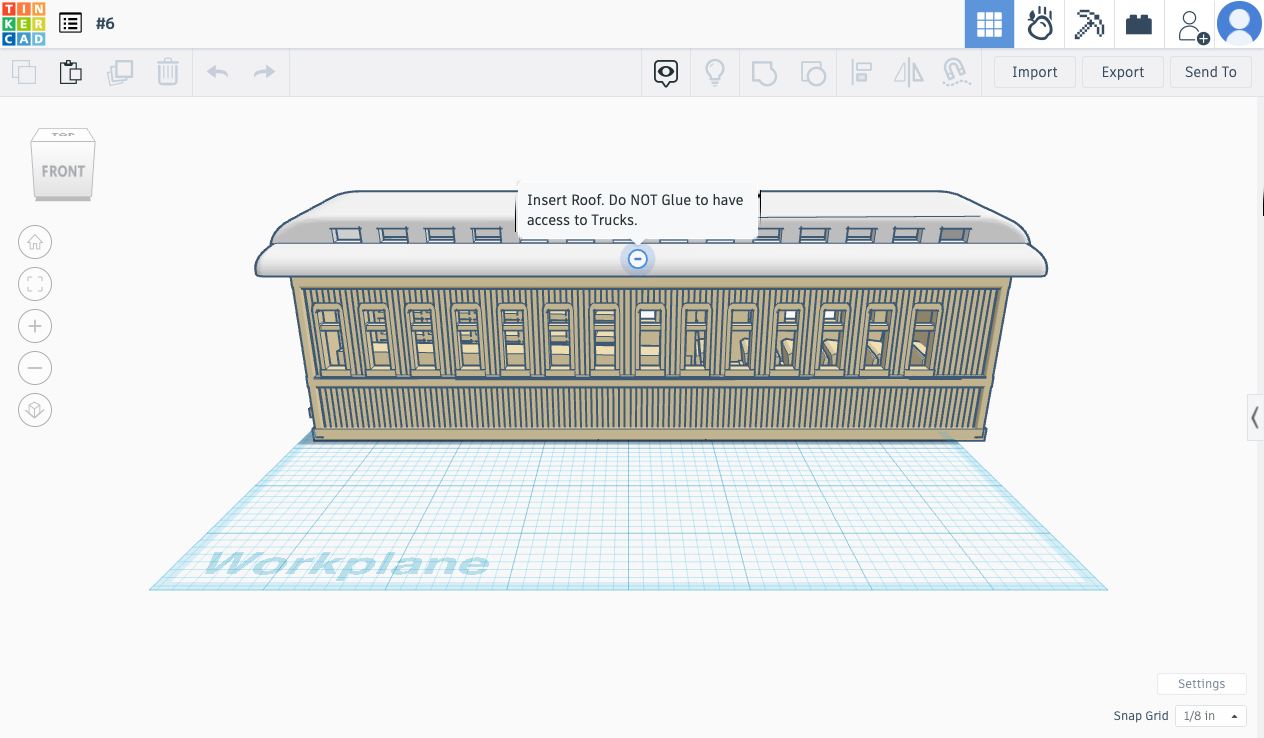 TIN
KER
CAD
#6
Import
Export
Send To
TOP
FRONT
Insert Roof. Do NOT Glue to have
access to Trucks.
Workplane
Settings
Snap Grid
1/8 in